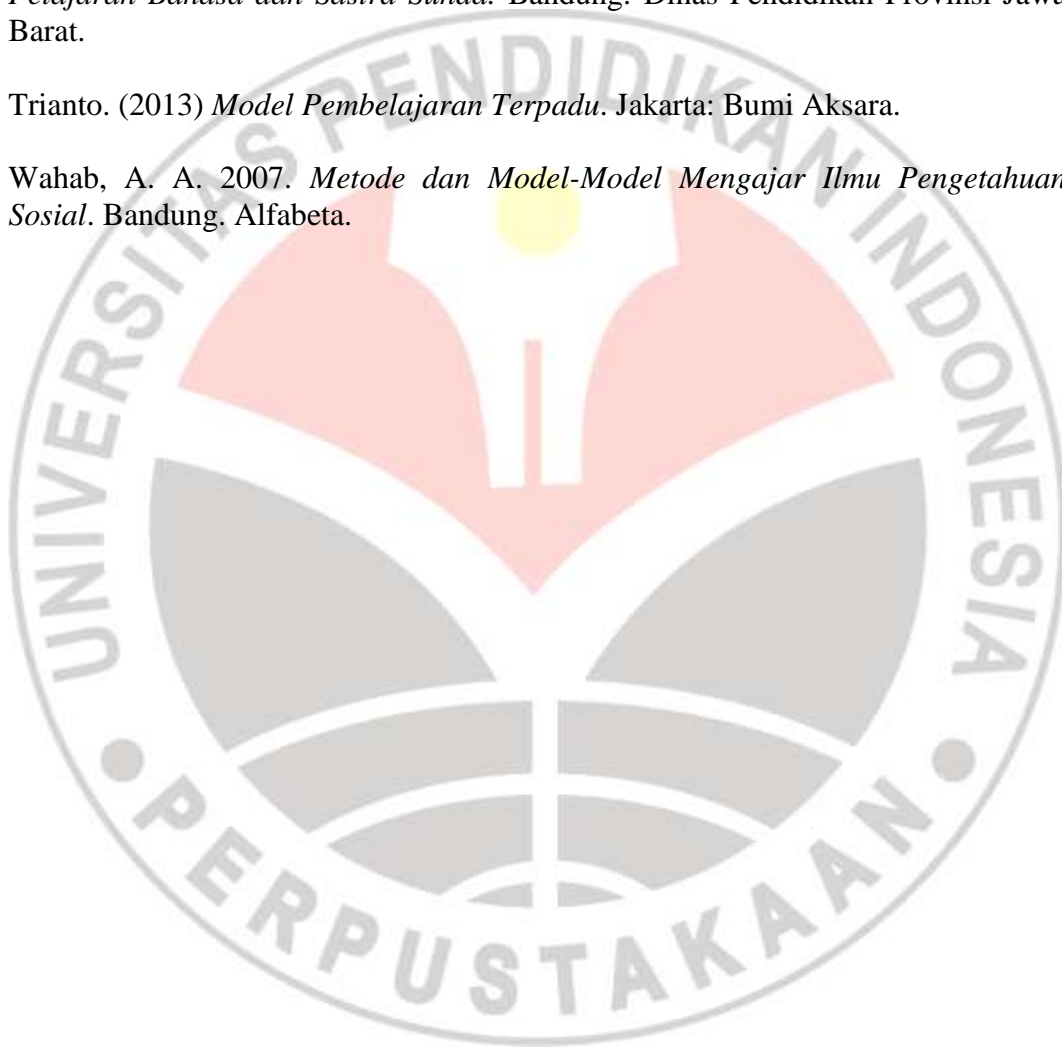 Pelajaran Bahasa dan Sastra Sunda. Bandung: Dinas Pendidikan Provinsi Jawa
Barat.
Trianto. (2013) Model Pembelajaran Terpadu. Jakarta: Bumi Aksara.
Wahab, A. A. 2007. Metode dan Model-Model Mengajar Ilmu Pengetahuan
Sosial. Bandung. Alfabeta.
UNIVERSITAS PENDIDIKAN INDONESIA
PERPUSTAKAAN